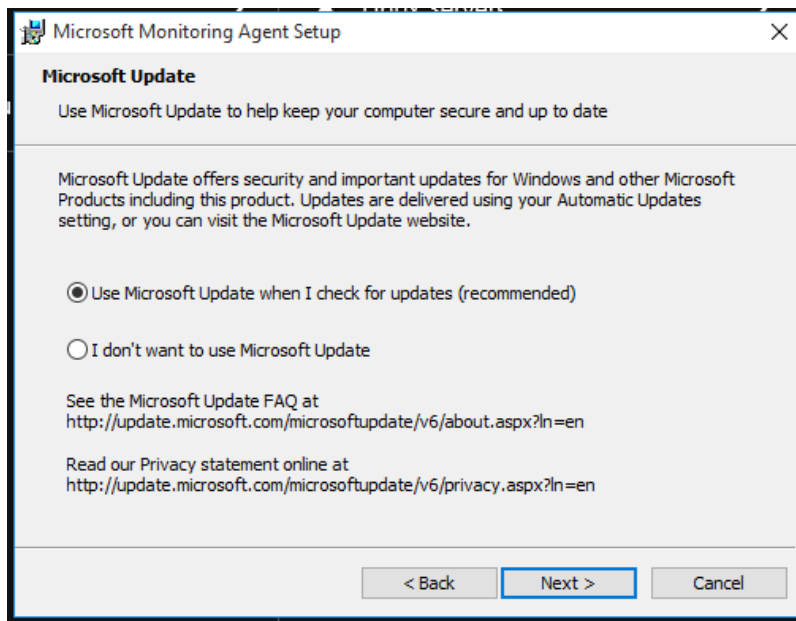 Microsoft Monitoring Agent Setup
Microsoft Update
Use Microsoft Update to help keep your computer secure and up to date
Microsoft Update offers security and important updates for Windows and other Microsoft
Products including this product. Updates are delivered using your Automatic Updates
setting, or you can visit the Microsoft Update website.
Use Microsoft Update when I check for updates (recommended)
I don't want to use Microsoft Update
See the Microsoft Update FAQ at
http://update.microsoft.com/microsoftupdate/v6/about.aspx?ln=en
Read our Privacy statement online at
http://update.microsoft.com/microsoftupdate/v6/privacy.aspx?ln=en
< Back Next > Cancel